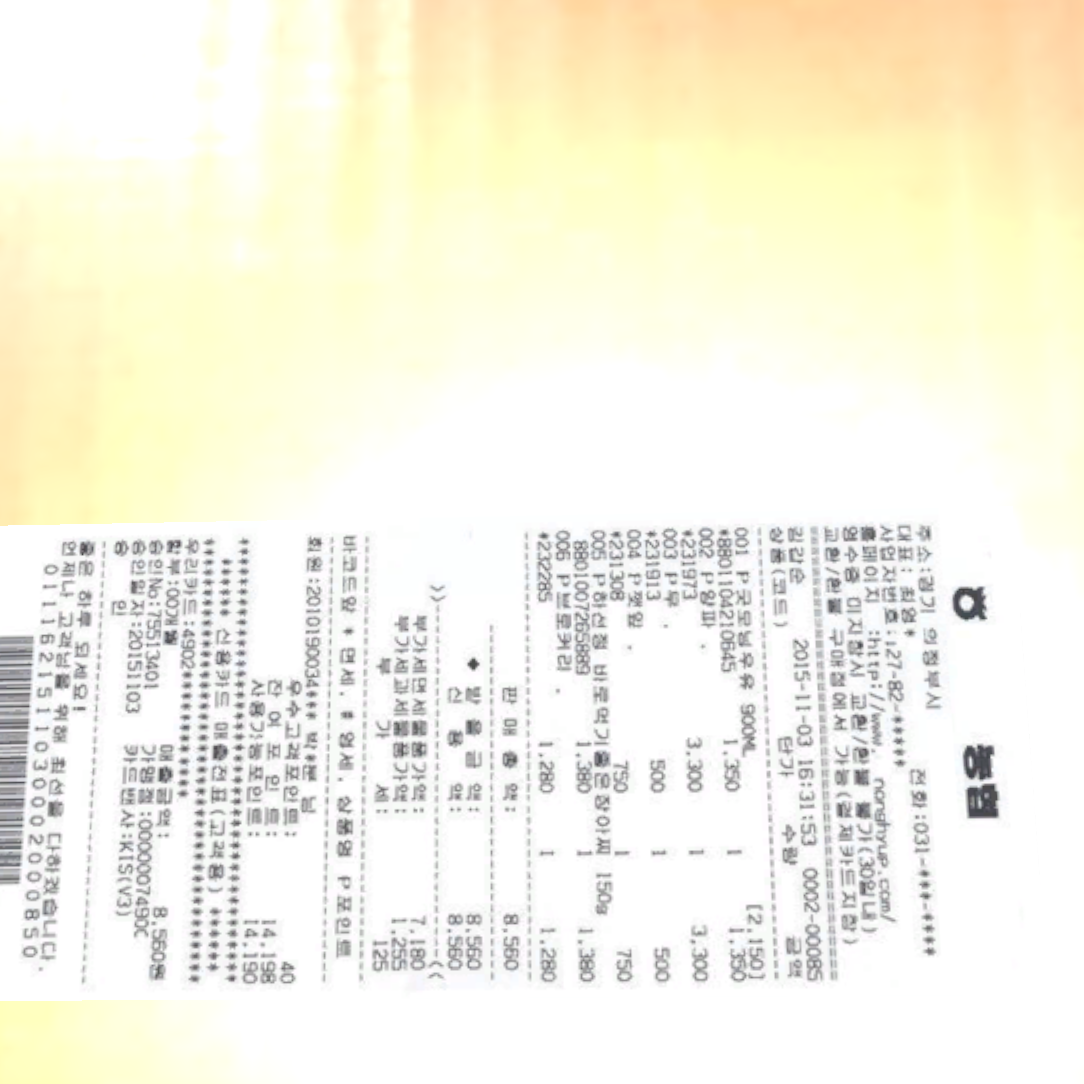 농협
주소:경기 의정부시
대표: 최영* 전화:031-***-****
사업자번호:127-82-*****
홈페이지 :http://www. nonghyup.com/
영수증 미지참시 교환/환불 불가(30일내)
교환/환불 구매점에서 가능(결제카드지참)
김갑순 2015-11-03 16:31:53 0002-00085
상품(코드) 단가 수량 금액
001 P굿모닝우유 900ML [2,150]
*8801104210645 1,350 1 1,350
002 P양파 .
*231973 3,300 1 3,300
003 P무 .
*231913 500 1 500
004 P깻잎 .
*231308 750 1 750
005 P하선정 바로먹기좋은장아찌 150g
8801007265889 1,380 1 1,380
006 P브로커리 .
*232285 1,280 1 1,280
판 매 총 액: 8,560
◆ 받 을 금 액: 8,560
신 용 액: 8,560
>> <<
부가세면세물품가액: 7,180
부가세과세물품가액: 1,255
부 가 세: 125
바코드앞 * 면세, # 영세, 상품명 P 포인트
회원:2010190034*** 박*분 님
우수고객포인트: 40
잔 여 포 인 트: 14,198
사용가능포인트: 14,190
***** 신용카드 매출전표(고객용) *****
우리카드:4902************
할부:00개월 매출금액: 8,560원
승인No:75513401 가맹점:0000007490C
승인일자:20151103 카드밴사:KIS(V3)
승 인
좋은 하루 되세요!
언제나 고객님을 위해 최선을 다하겠습니다.
011162151103000200085 0